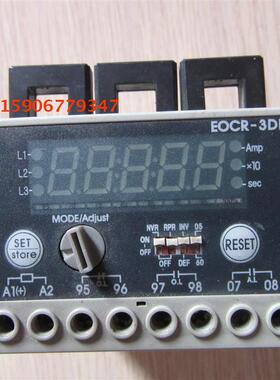 15906779347
EOCR-3D
L1
L2
L3
Amp
×10
sec
MODE/Adjust
NVR RPR INV 05
ON
OFF
OFF DEF 60
SET
store
RESET
A1(+) A2 95 96 97 98 07 08